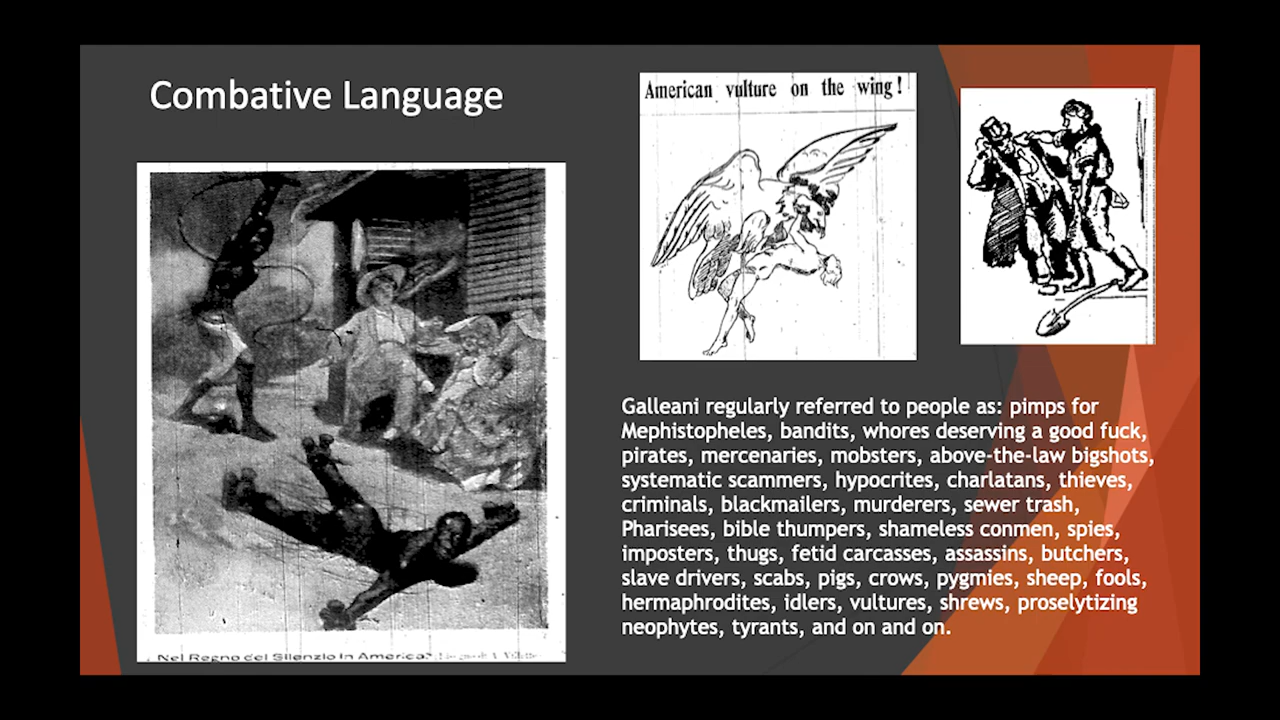 Combative Language
American vulture on the wing!
Nel Regno del Silenzio in America?
Galleani regularly referred to people as: pimps for
Mephistopheles, bandits, whores deserving a good fuck,
pirates, mercenaries, mobsters, above-the-law bigshots,
systematic scammers, hypocrites, charlatans, thieves,
criminals, blackmailers, murderers, sewer trash,
Pharisees, bible thumpers, shameless conmen, spies,
imposters, thugs, fetid carcasses, assassins, butchers,
slave drivers, scabs, pigs, crows, pygmies, sheep, fools,
hermaphrodites, idlers, vultures, shrews, proselytizing
neophytes, tyrants, and on and on.